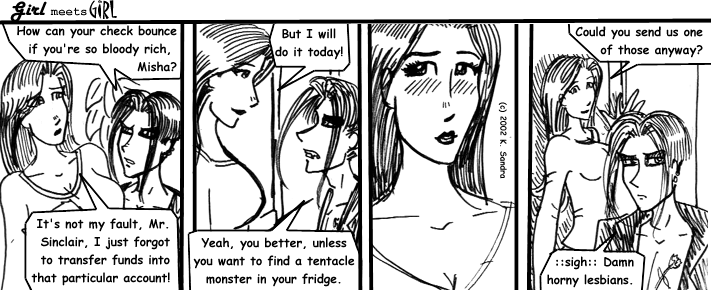 Girl meets GiRL
How can your check bounce
if you're so bloody rich,
Misha?
It's not my fault, Mr.
Sinclair, I just forgot
to transfer funds into
that particular account!
But I will
do it today!
Yeah, you better, unless
you want to find a tentacle
monster in your fridge.
(c) 2002 K. Sandra
Could you send us one
of those anyway?
::sigh:: Damn
horny lesbians.